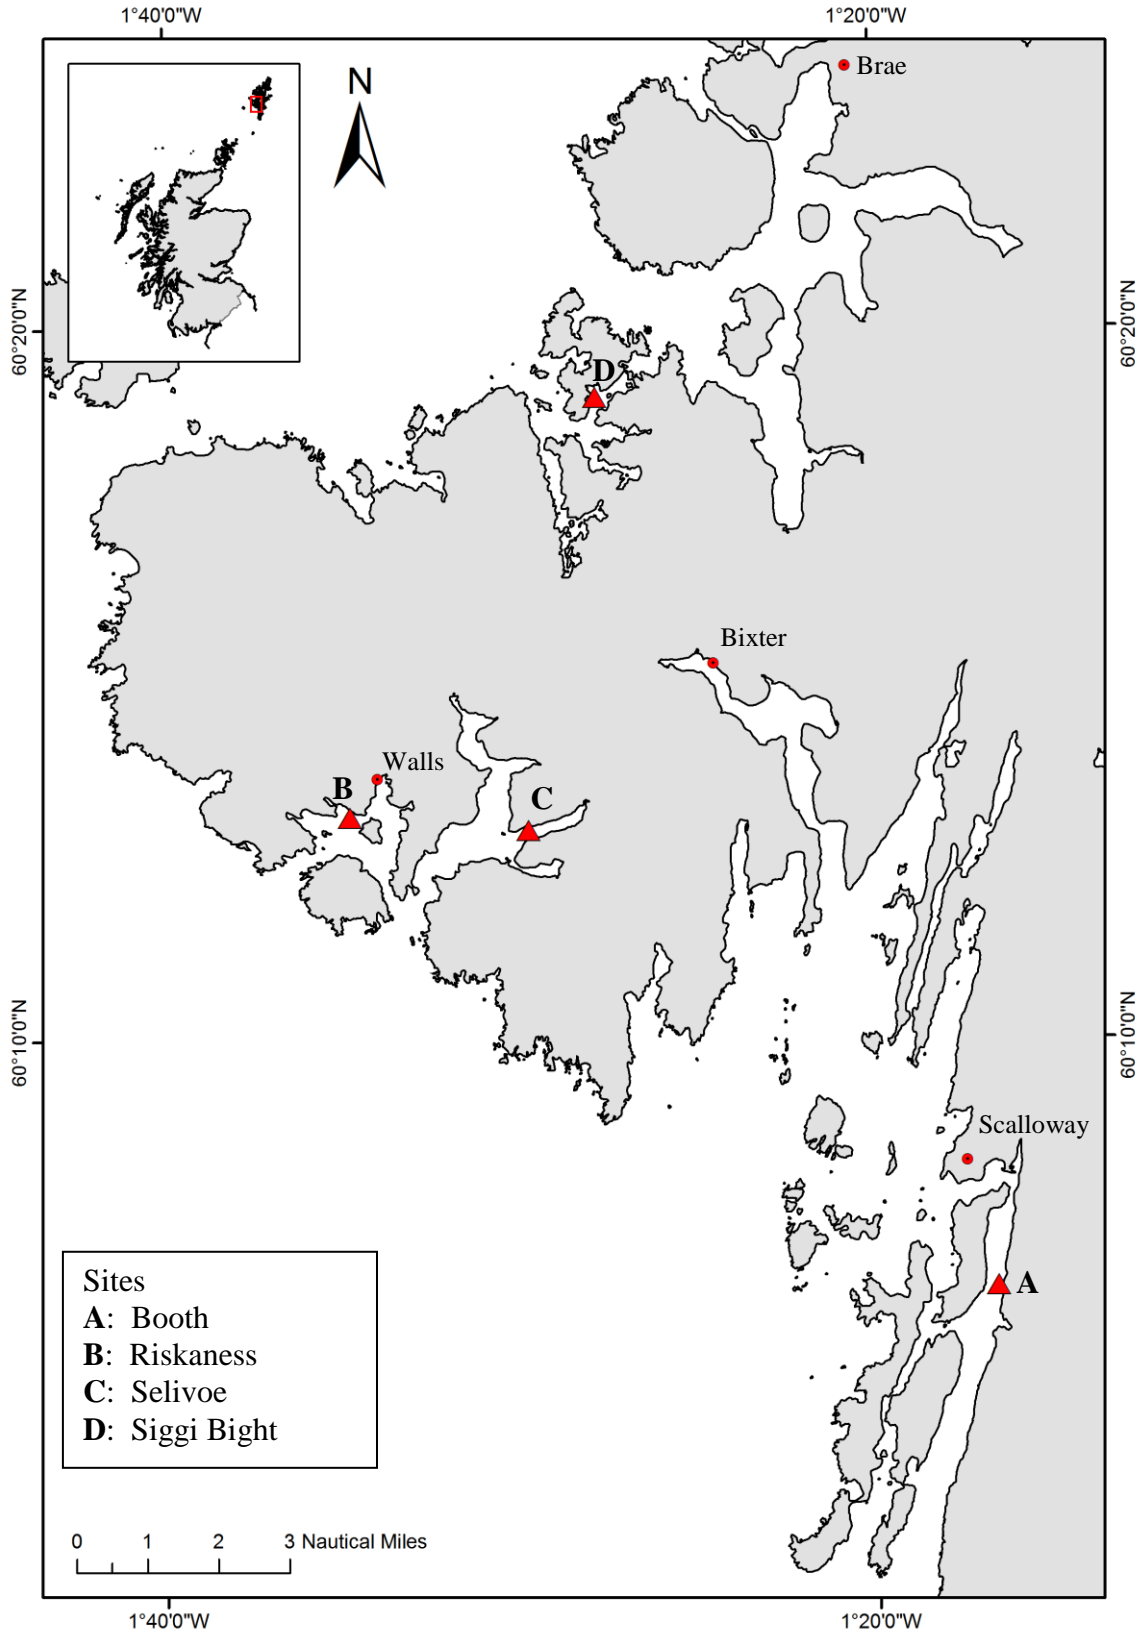 1°40'0"W 1°20'0"W
Brae
N
60°20'0"N 60°20'0"N
D
Bixter
Walls
B
C
60°10'0"N 60°10'0"N
Scalloway
A
Sites
A: Booth
B: Riskaness
C: Selivoe
D: Siggi Bight
0 1 2 3 Nautical Miles
1°40'0"W 1°20'0"W